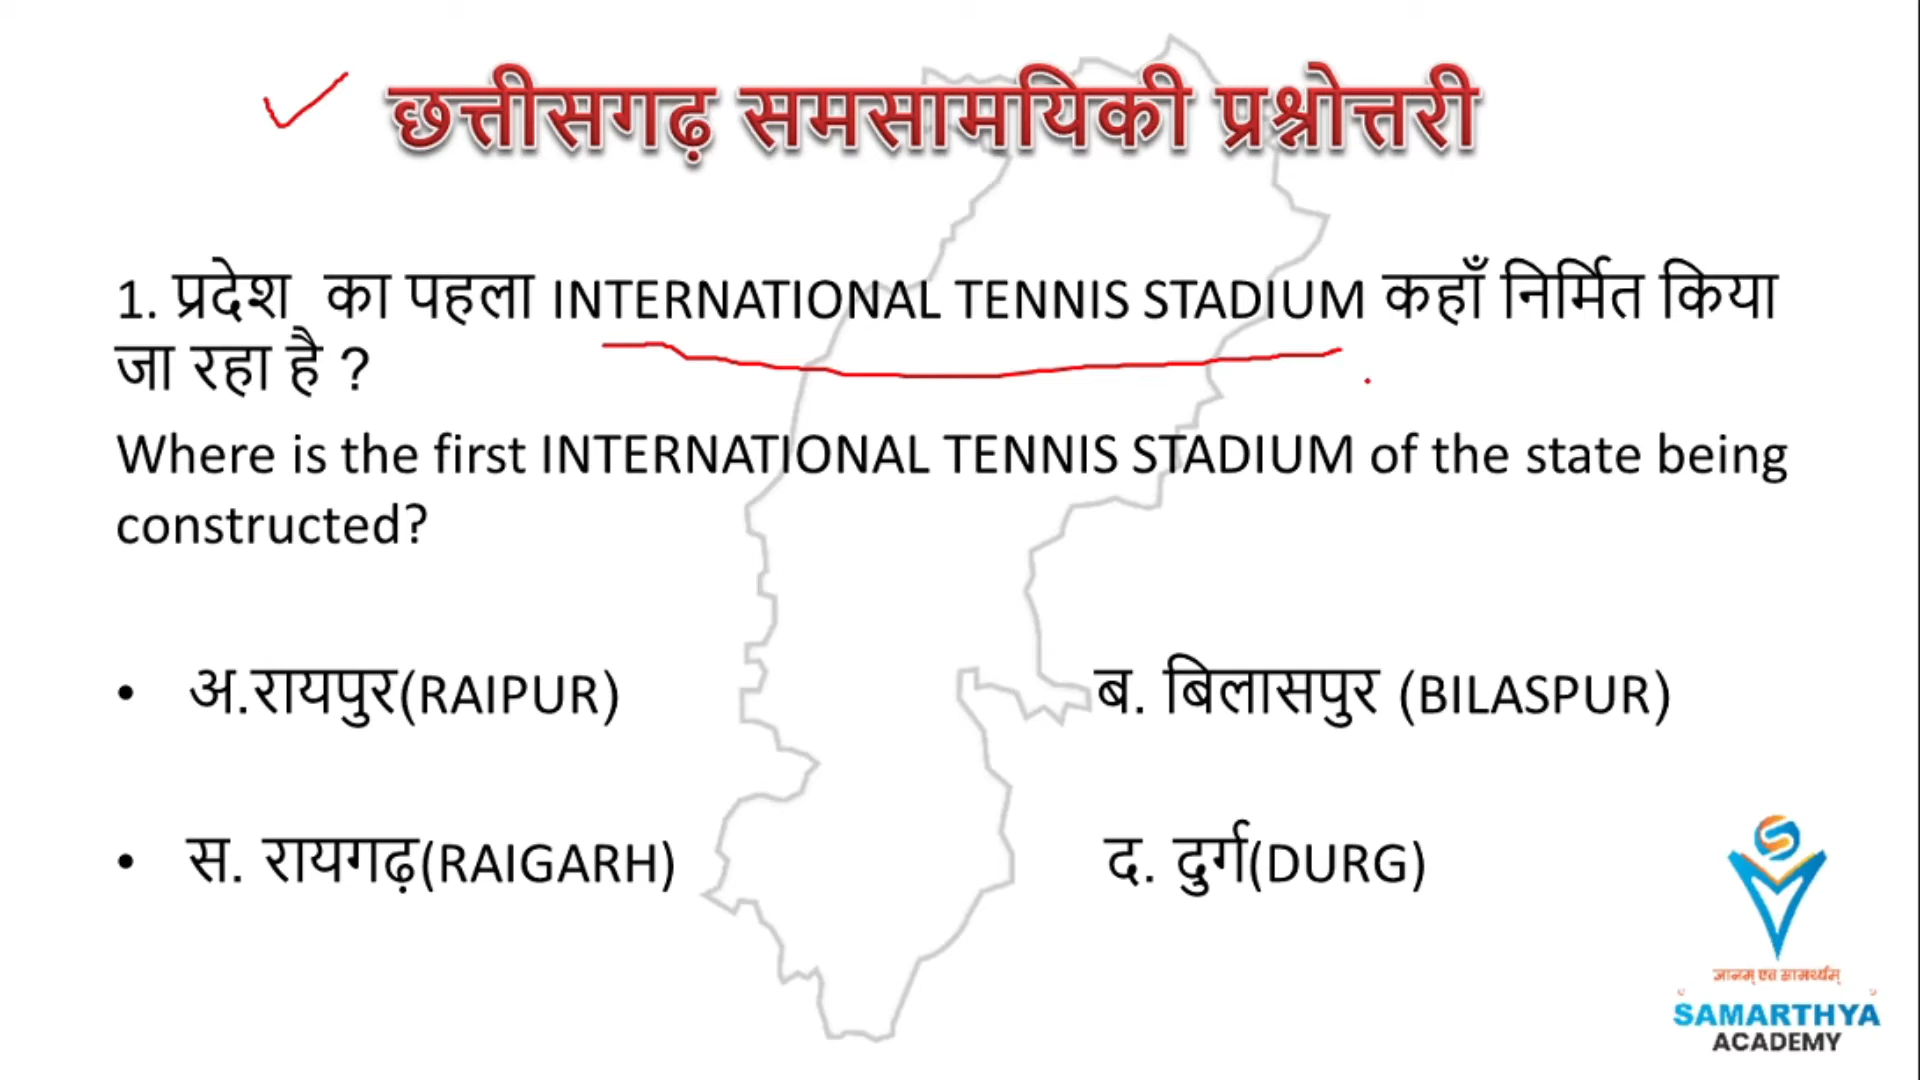 छत्तीसगढ़ समसामयिकी प्रश्नोत्तरी
1. प्रदेश का पहला INTERNATIONAL TENNIS STADIUM कहाँ निर्मित किया
जा रहा है ?
Where is the first INTERNATIONAL TENNIS STADIUM of the state being
constructed?
• अ.रायपुर(RAIPUR) ब. बिलासपुर (BILASPUR)
• स. रायगढ़(RAIGARH) द. दुर्ग(DURG)
SAMARTHYA
ACADEMY